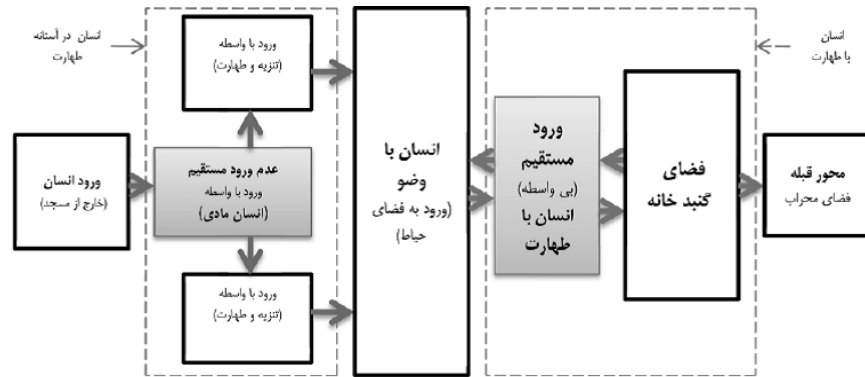 انسان در آستانه
طهارت
ورود با واسطه
(تنزیه و طهارت)
ورود انسان
(خارج از مسجد)
عدم ورود مستقیم
ورود با واسطه
(انسان مادی)
ورود با واسطه
(تنزیه و طهارت)
انسان با
وضو
(ورود به فضای
حیاط)
ورود
مستقیم
(بی واسطه)
انسان با
طهارت
فضای
گنبد خانه
محور قبله
فضای محراب
انسان
با طهارت